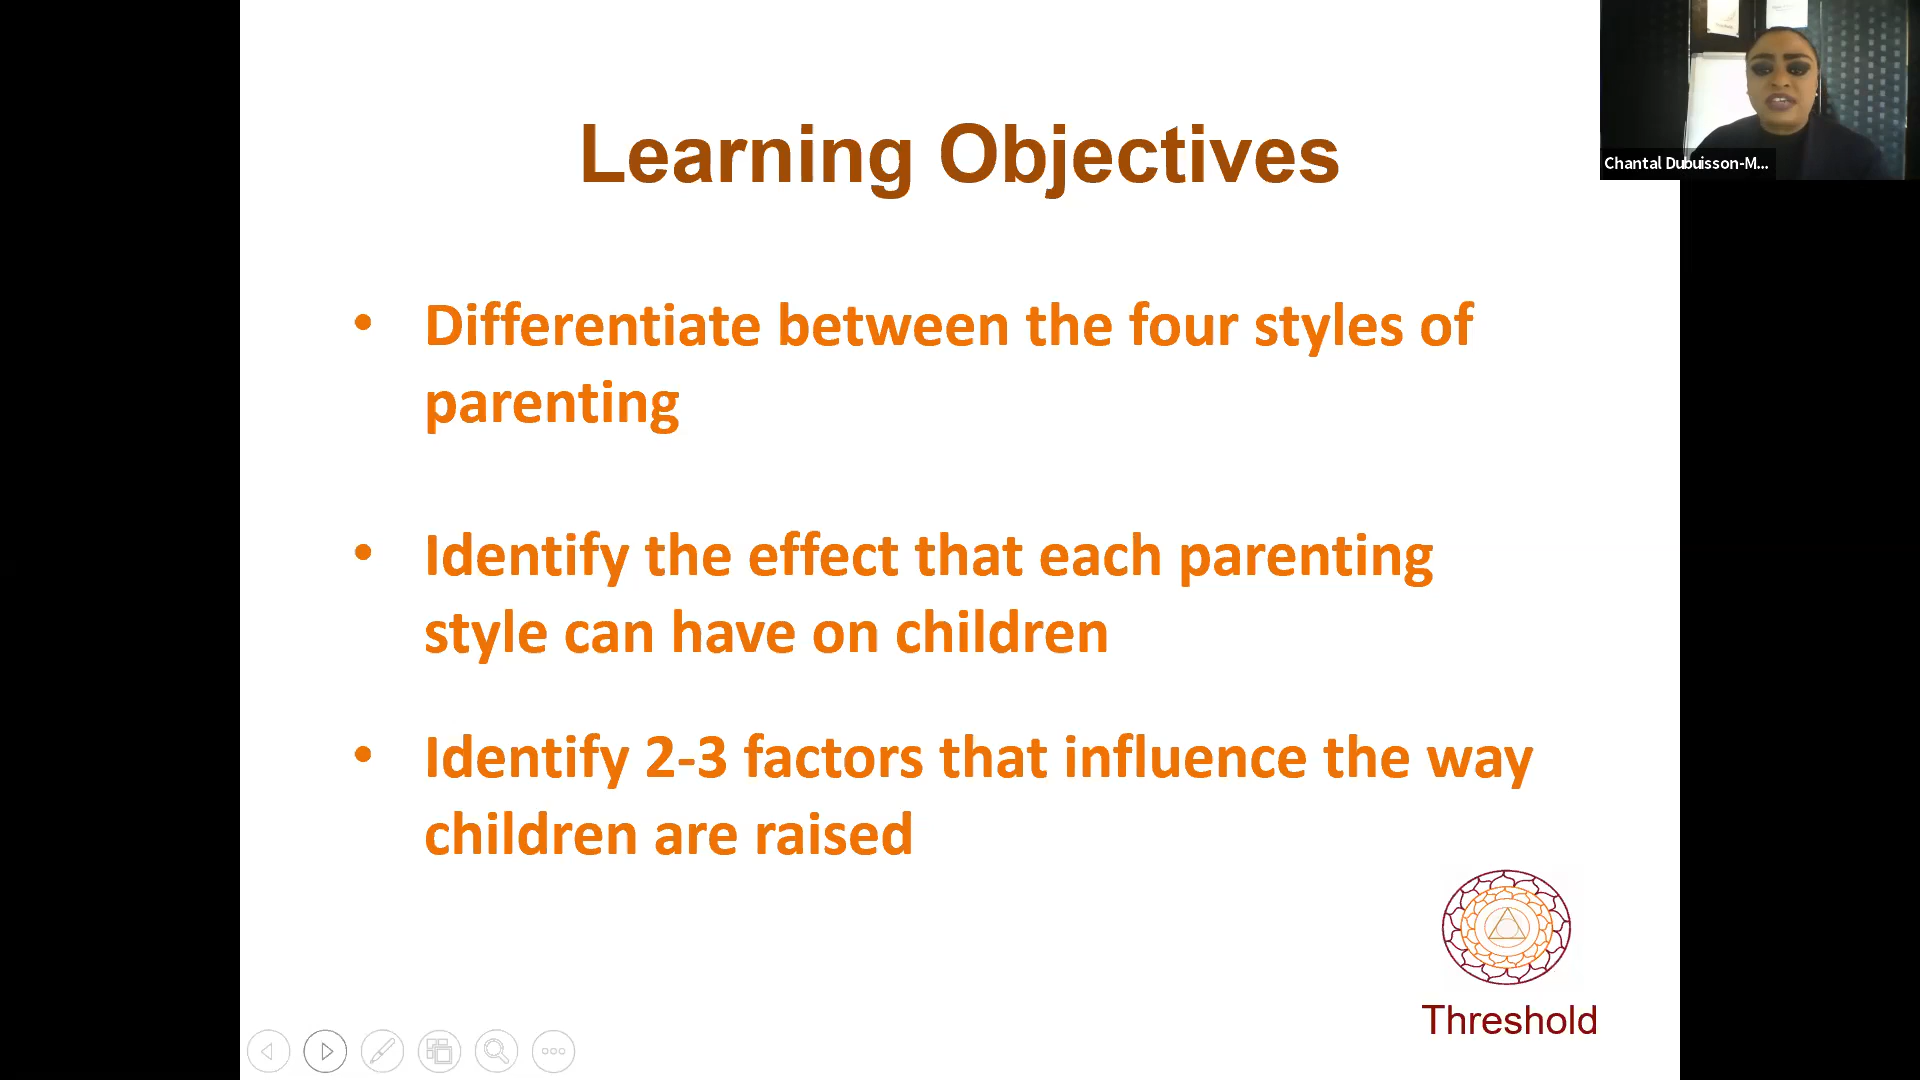 Learning Objectives
Chantal Dubuisson-M...
• Differentiate between the four styles of
parenting
• Identify the effect that each parenting
style can have on children
• Identify 2-3 factors that influence the way
children are raised
Threshold